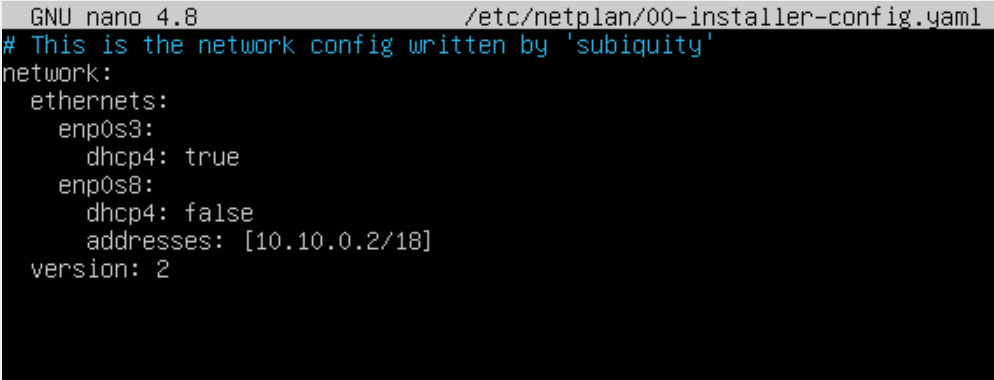 GNU nano 4.8 /etc/netplan/00-installer-config.yaml
# This is the network config written by 'subiquity'
network:
  ethernets:
    enp0s3:
      dhcp4: true
    enp0s8:
      dhcp4: false
      addresses: [10.10.0.2/18]
  version: 2